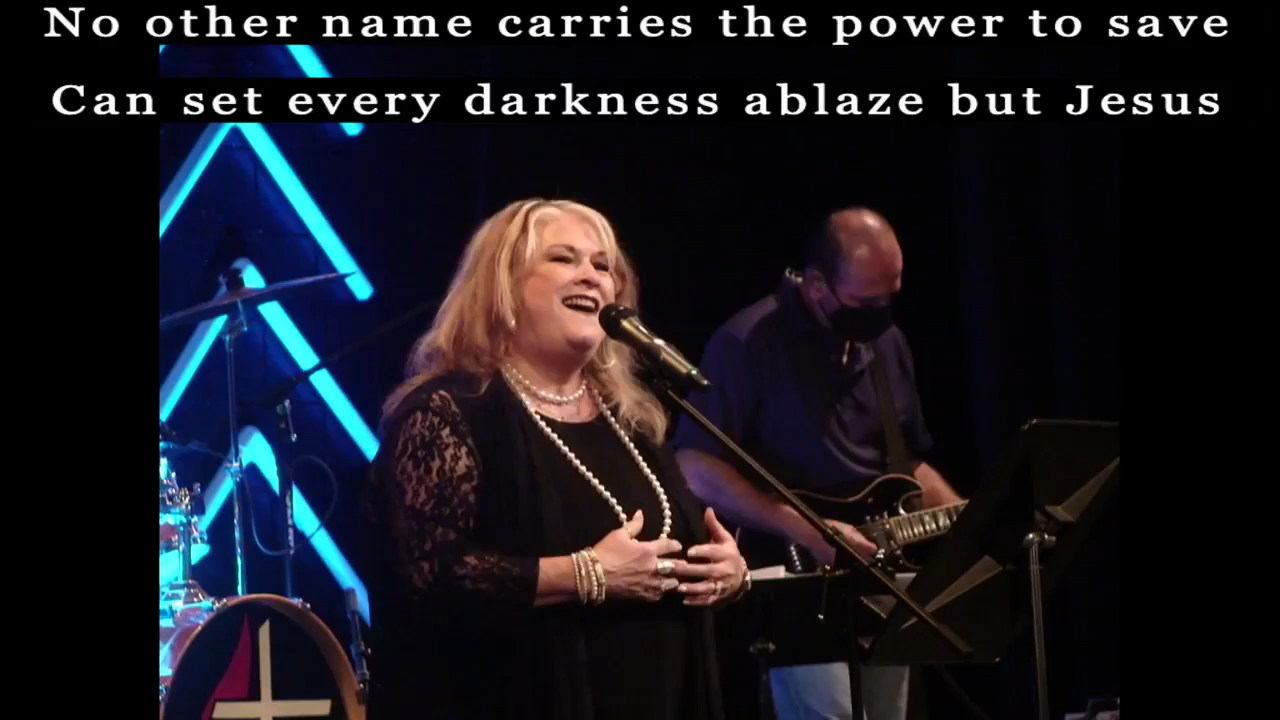 No other name carries the power to save
Can set every darkness ablaze but Jesus